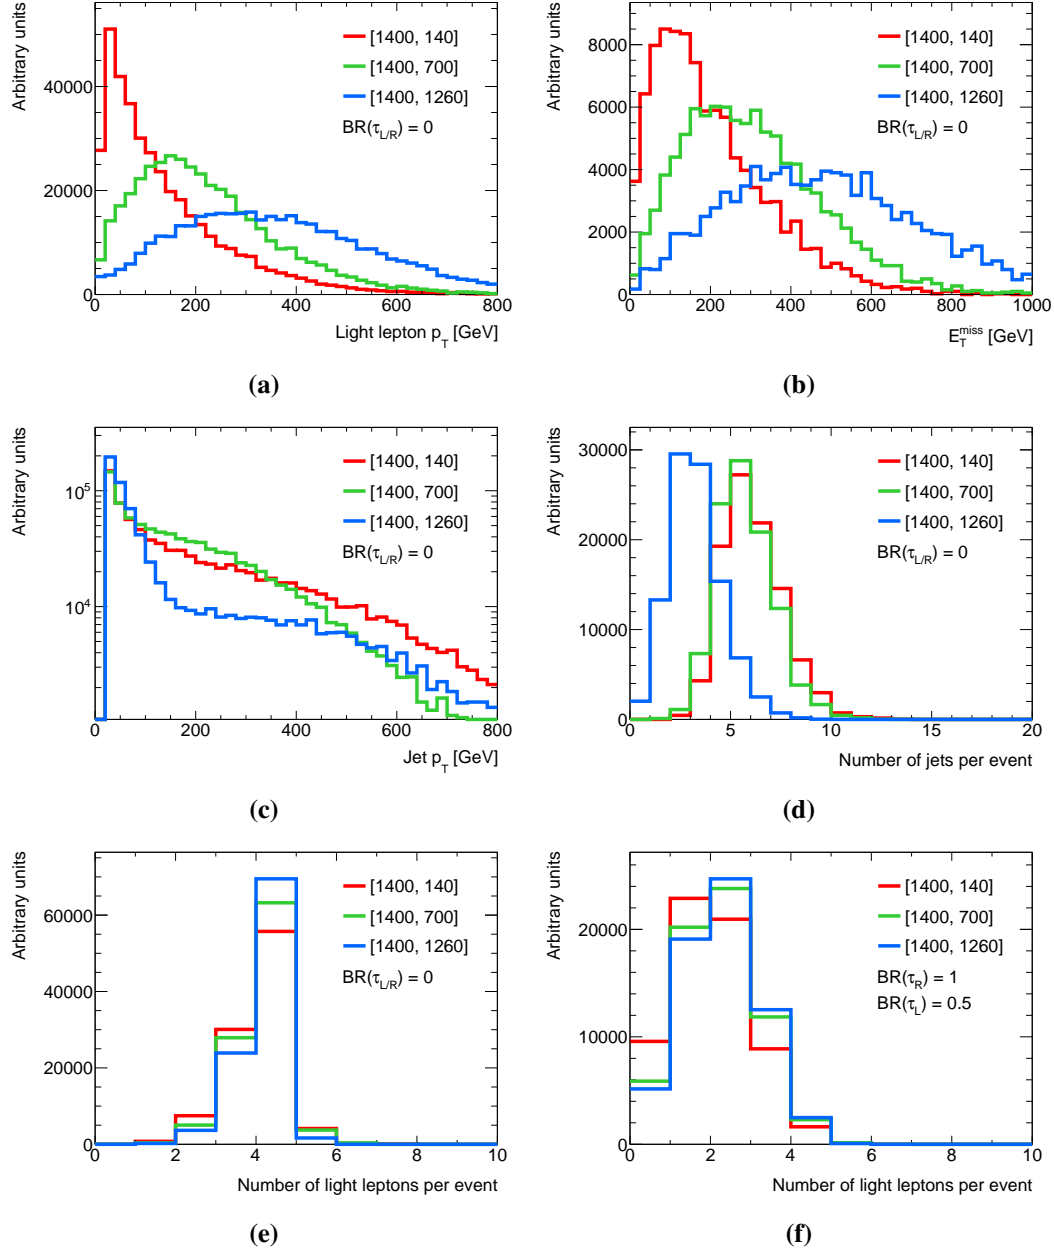 Arbitrary units
[1400, 140]
[1400, 700]
[1400, 1260]
BR(τ_{L/R}) = 0
40000
20000
0
0 200 400 600 800
Light lepton p_T [GeV]
(a)
Arbitrary units
[1400, 140]
[1400, 700]
[1400, 1260]
BR(τ_{L/R}) = 0
8000
6000
4000
2000
0
0 200 400 600 800 1000
E_T^{miss} [GeV]
(b)
Arbitrary units
[1400, 140]
[1400, 700]
[1400, 1260]
BR(τ_{L/R}) = 0
10^5
10^4
0 200 400 600 800
Jet p_T [GeV]
(c)
Arbitrary units
[1400, 140]
[1400, 700]
[1400, 1260]
BR(τ_{L/R}) = 0
30000
20000
10000
0
0 5 10 15 20
Number of jets per event
(d)
Arbitrary units
[1400, 140]
[1400, 700]
[1400, 1260]
BR(τ_{L/R}) = 0
60000
40000
20000
0
0 2 4 6 8 10
Number of light leptons per event
(e)
Arbitrary units
[1400, 140]
[1400, 700]
[1400, 1260]
BR(τ_R) = 1
BR(τ_L) = 0.5
20000
10000
0
0 2 4 6 8 10
Number of light leptons per event
(f)